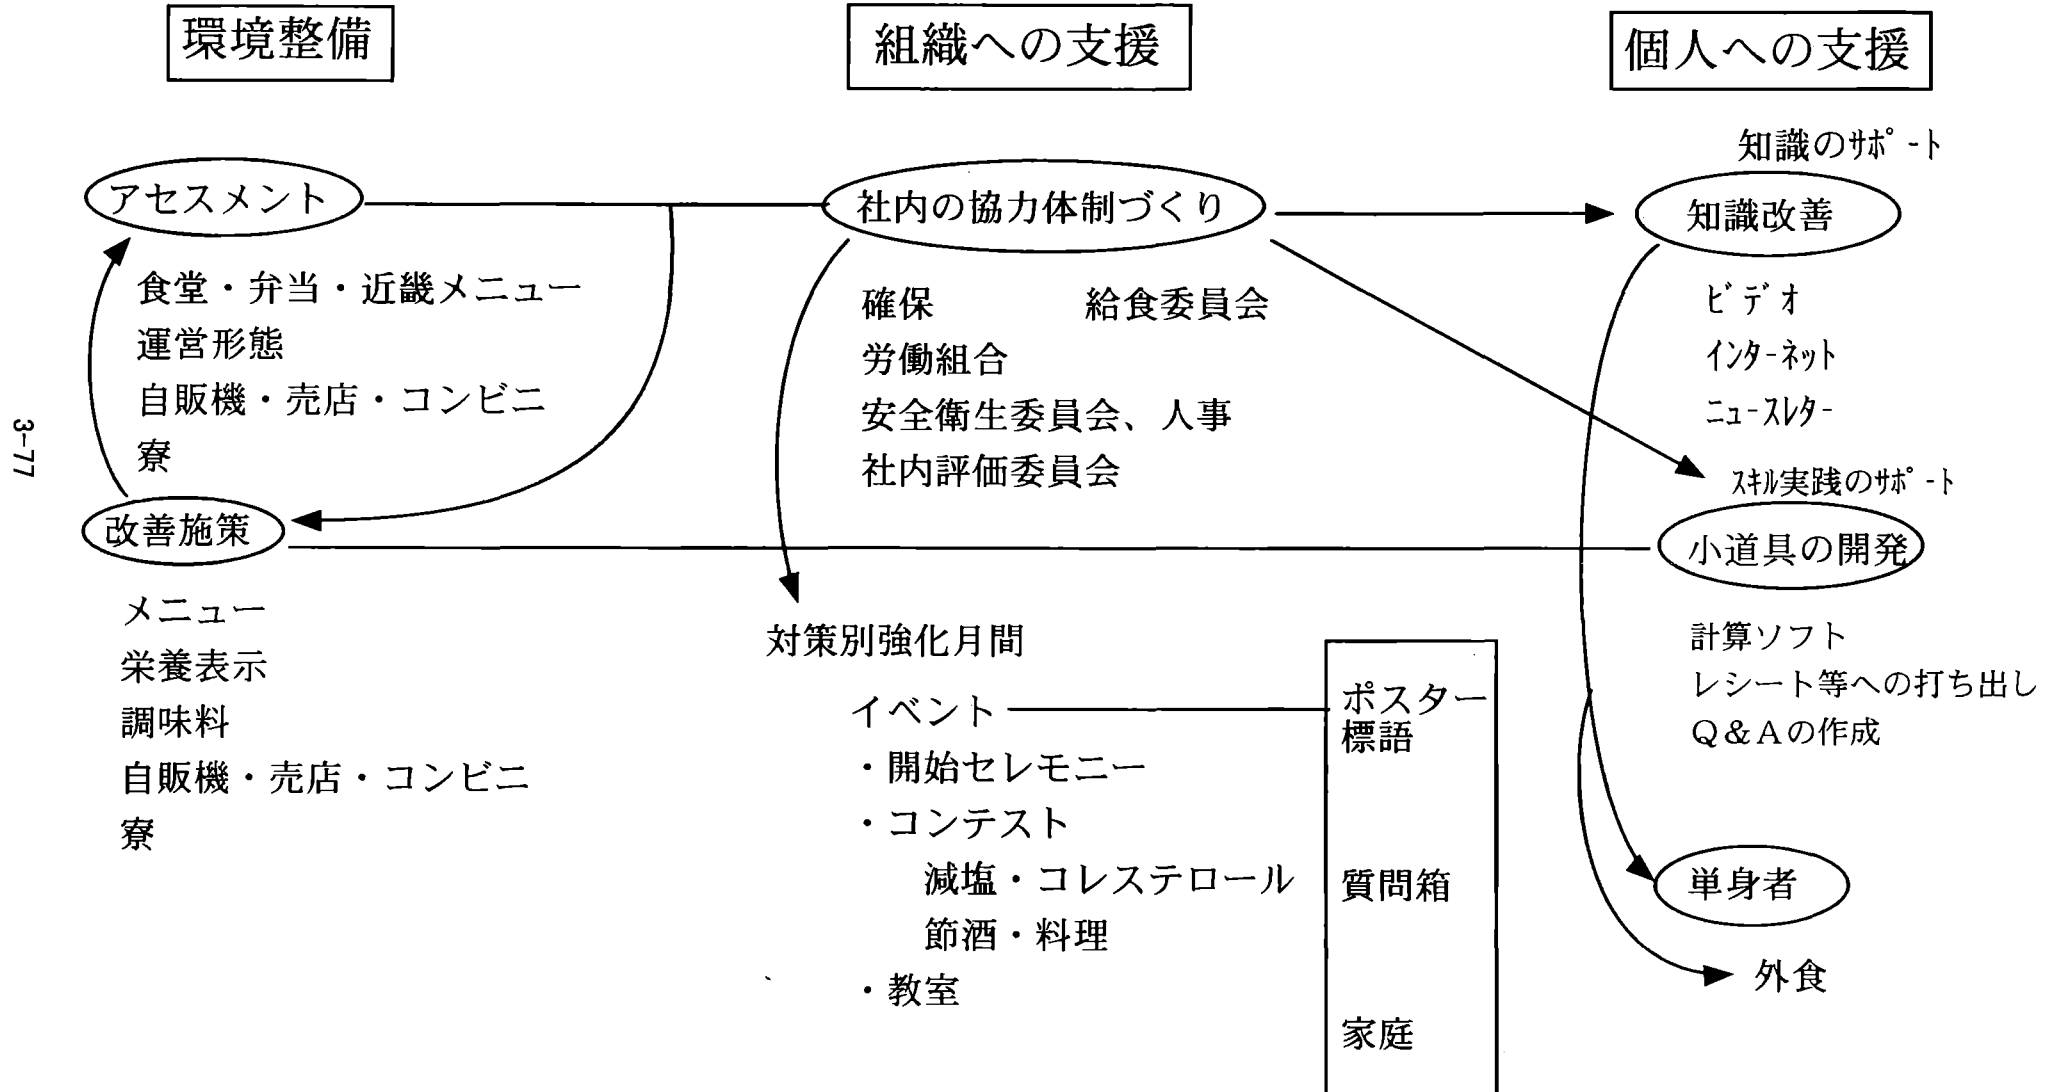 環境整備
組織への支援
個人への支援
知識のｻﾎﾟｰﾄ
アセスメント
社内の協力体制づくり
知識改善
食堂・弁当・近畿メニュー
運営形態
自販機・売店・コンビニ
寮
確保 給食委員会
労働組合
安全衛生委員会、人事
社内評価委員会
ﾋﾞﾃﾞｵ
ｲﾝﾀｰﾈｯﾄ
ﾆｭｰｽﾚﾀｰ
3-77
ｽｷﾙ実践のｻﾎﾟｰﾄ
改善施策
小道具の開発
メニュー
栄養表示
調味料
自販機・売店・コンビニ
寮
対策別強化月間
イベント
・開始セレモニー
・コンテスト
減塩・コレステロール
節酒・料理
・教室
ポスター
標語
質問箱
家庭
計算ソフト
レシート等への打ち出し
Ｑ＆Ａの作成
単身者
外食